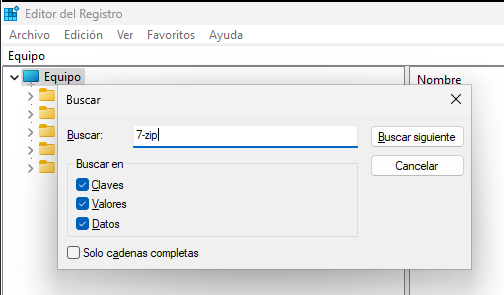 Editor del Registro
Archivo Edición Ver Favoritos Ayuda
Equipo
Equipo
Nombre
Buscar
Buscar: 7-zip Buscar siguiente
Cancelar
Buscar en
Claves
Valores
Datos
Solo cadenas completas